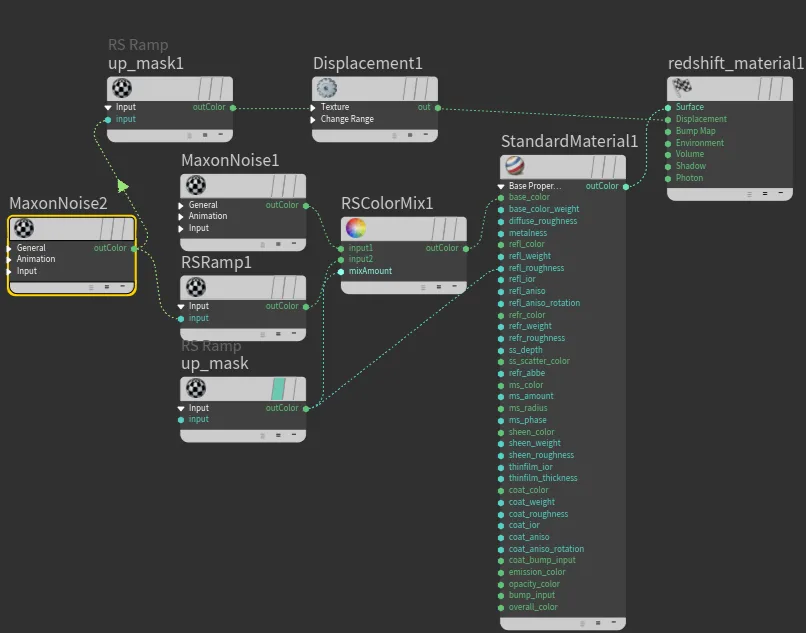 RS Ramp
up_mask1
Input
outColor
input
Displacement1
Texture
out
Change Range
redshift_material1
Surface
Displacement
Bump Map
Environment
Volume
Shadow
Photon
MaxonNoise2
General
outColor
Animation
Input
MaxonNoise1
General
outColor
Animation
Input
RSRamp1
Input
outColor
input
RS Ramp
up_mask
Input
outColor
input
RSColorMix1
input1
outColor
input2
mixAmount
StandardMaterial1
Base Proper...
outColor
base_color
base_color_weight
diffuse_roughness
metalness
refl_color
refl_weight
refl_roughness
refl_ior
refl_aniso
refl_aniso_rotation
refr_color
refr_weight
refr_roughness
ss_depth
ss_scatter_color
refr_abbe
ms_color
ms_amount
ms_radius
ms_phase
sheen_color
sheen_weight
sheen_roughness
thinfilm_ior
thinfilm_thickness
coat_color
coat_weight
coat_roughness
coat_ior
coat_aniso
coat_aniso_rotation
coat_bump_input
emission_color
opacity_color
bump_input
overall_color